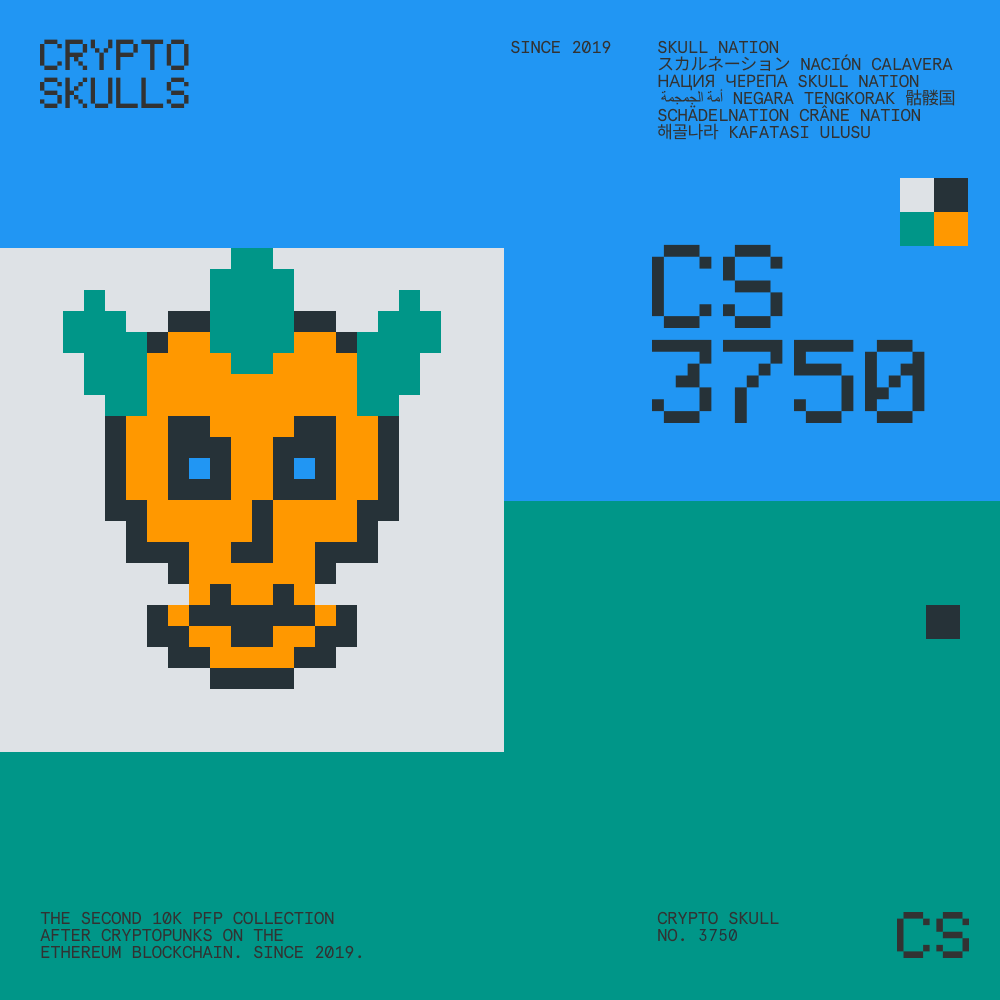 CRYPTO
SKULLS
SINCE 2019
SKULL NATION
スカルネーション NACIÓN CALAVERA
НАЦИЯ ЧЕРЕПА SKULL NATION
أمة الجمجمة NEGARA TENGKORAK 骷髅国
SCHÄDELNATION CRÂNE NATION
해골나라 KAFATASI ULUSU
CS
3750
THE SECOND 10K PFP COLLECTION
AFTER CRYPTOPUNKS ON THE
ETHEREUM BLOCKCHAIN. SINCE 2019.
CRYPTO SKULL
NO. 3750
CS